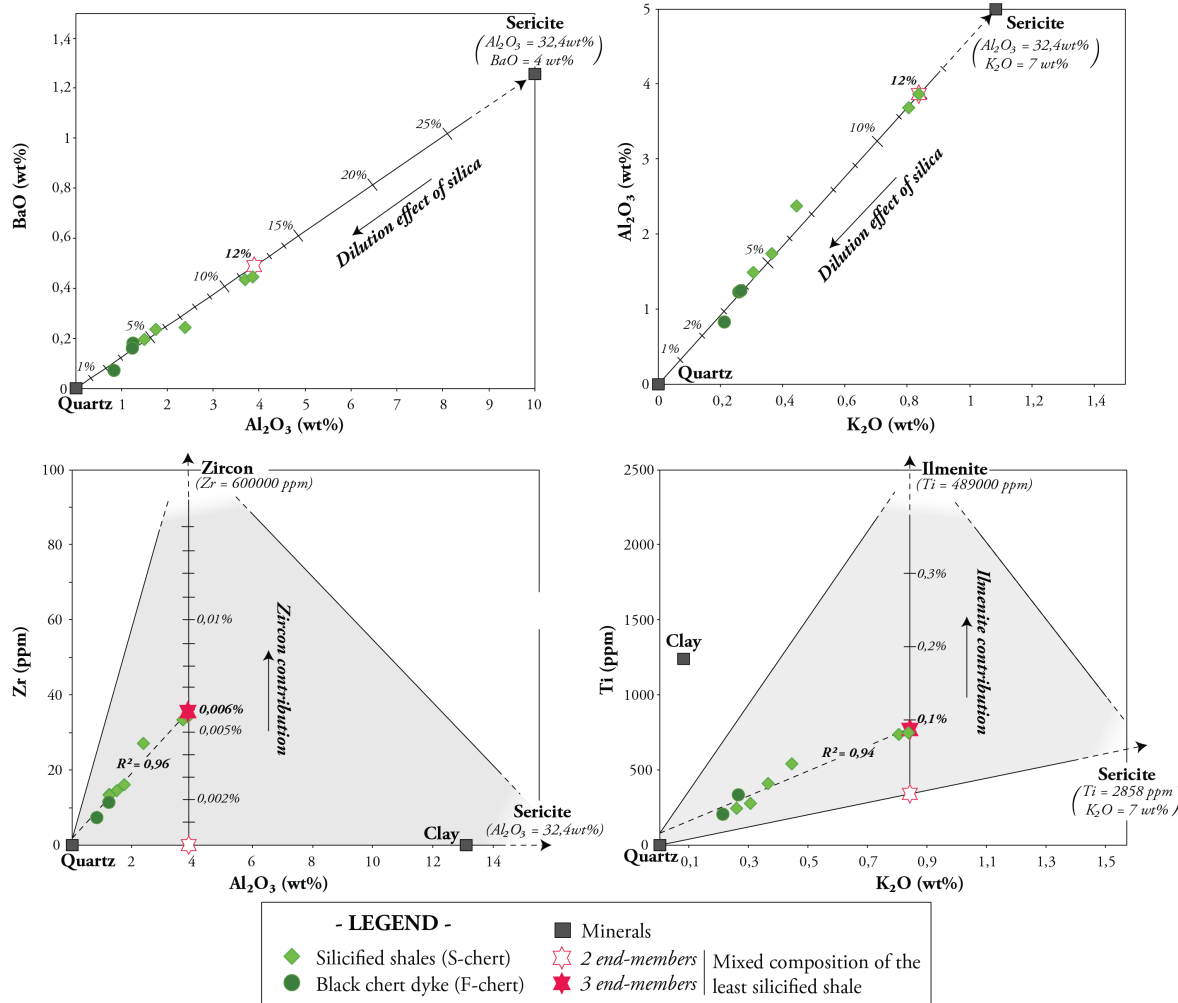 1,4
1,2
1
0,8
0,6
0,4
0,2
0
BaO (wt%)
Sericite
(Al₂O₃ = 32,4wt%)
BaO = 4 wt%
25%
20%
15%
12%
10%
5%
1%
Dilution effect of silica
Quartz
1 2 3 4 5 6 7 8 9 10
Al₂O₃ (wt%)
5
4
3
2
1
0
Al₂O₃ (wt%)
Sericite
(Al₂O₃ = 32,4wt%)
K₂O = 7 wt%
12%
10%
5%
2%
1%
Dilution effect of silica
Quartz
0 0,2 0,4 0,6 0,8 1 1,2 1,4
K₂O (wt%)
100
80
60
40
20
0
Zr (ppm)
Zircon
(Zr = 600000 ppm)
0,01%
0,006%
0,005%
0,002%
Zircon contribution
R² = 0,96
Quartz
Clay
Sericite
(Al₂O₃ = 32,4wt%)
2 4 6 8 10 12 14
Al₂O₃ (wt%)
2500
2000
1500
1000
500
0
Ti (ppm)
Ilmenite
(Ti = 489000 ppm)
0,3%
0,2%
0,1%
Ilmenite contribution
Clay
R² = 0,94
Sericite
(Ti = 2858 ppm)
K₂O = 7 wt%
Quartz
0,1 0,3 0,5 0,7 0,9 1,1 1,3 1,5
K₂O (wt%)
- LEGEND -
Silicified shales (S-chert)
Black chert dyke (F-chert)
Minerals
2 end-members
3 end-members
Mixed composition of the
least silicified shale